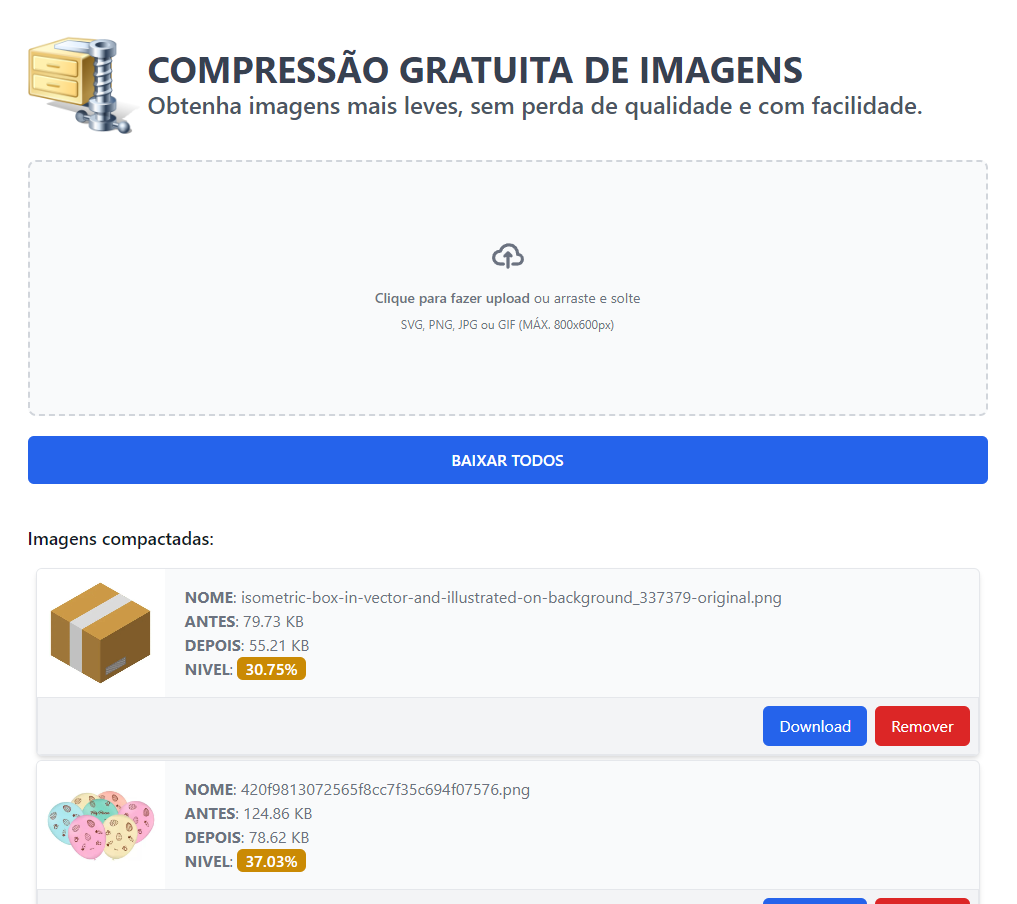 COMPRESSÃO GRATUITA DE IMAGENS
Obtenha imagens mais leves, sem perda de qualidade e com facilidade.
Clique para fazer upload ou arraste e solte
SVG, PNG, JPG ou GIF (MÁX. 800x600px)
BAIXAR TODOS
Imagens compactadas:
NOME: isometric-box-in-vector-and-illustrated-on-background_337379-original.png
ANTES: 79.73 KB
DEPOIS: 55.21 KB
NIVEL: 30.75%
Download Remover
NOME: 420f9813072565f8cc7f35c694f07576.png
ANTES: 124.86 KB
DEPOIS: 78.62 KB
NIVEL: 37.03%